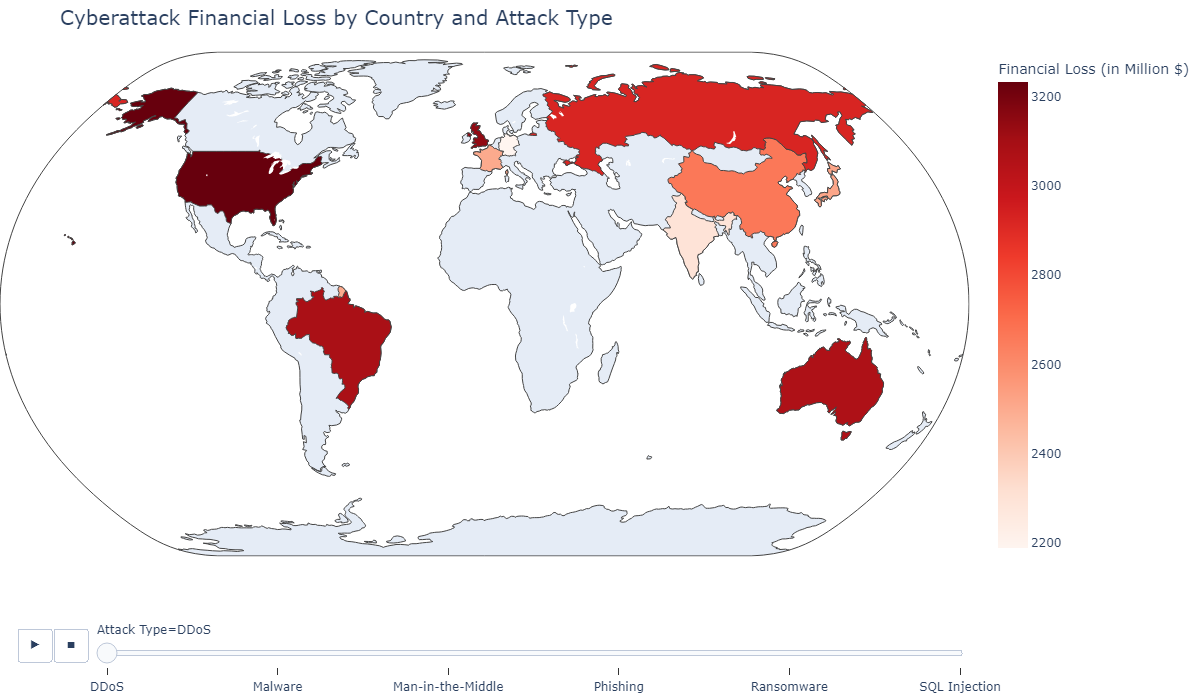 Cyberattack Financial Loss by Country and Attack Type
Financial Loss (in Million $)
3200
3000
2800
2600
2400
2200
Attack Type=DDoS
DDoS
Malware
Man-in-the-Middle
Phishing
Ransomware
SQL Injection